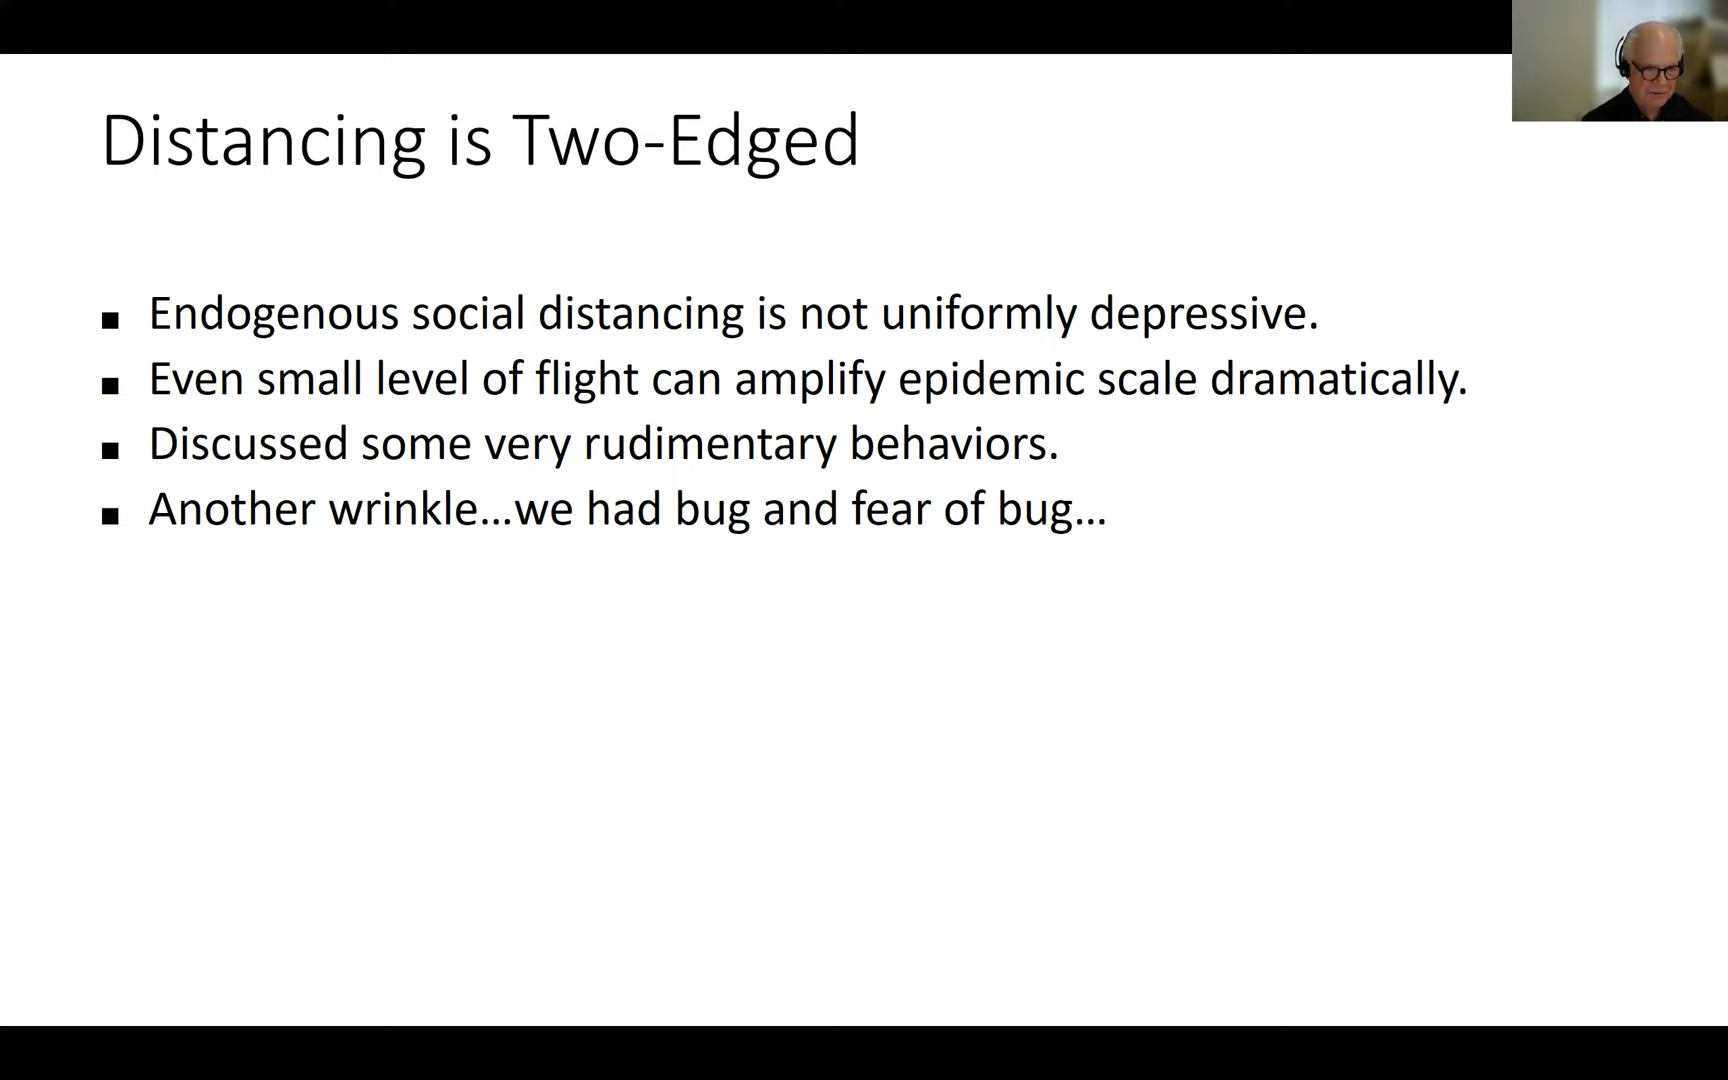 Distancing is Two-Edged
■ Endogenous social distancing is not uniformly depressive.
■ Even small level of flight can amplify epidemic scale dramatically.
■ Discussed some very rudimentary behaviors.
■ Another wrinkle...we had bug and fear of bug...